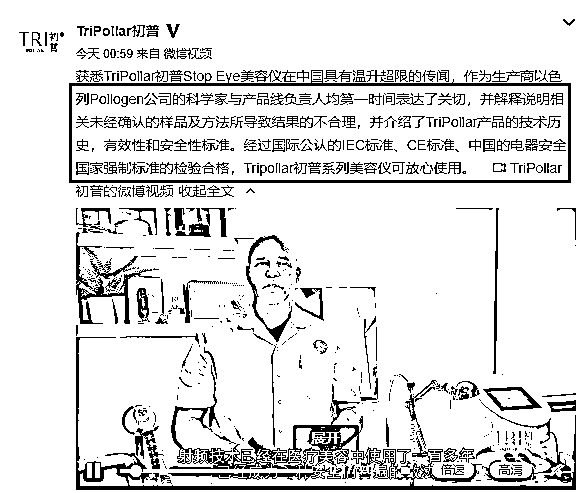 TRI初普
TriPollar初普 V
今天 00:59 来自 微博视频
获悉TriPollar初普Stop Eye美容仪在中国具有温升超限的传闻，作为生产商以色
列Pollogen公司的科学家与产品线负责人均第一时间表达了关切，并解释说明相
关未经确认的样品及方法所导致结果的不合理，并介绍了TriPollar产品的技术历
史，有效性和安全性标准。经过国际公认的IEC标准、CE标准、中国的电器安全
国家强制标准的检验合格，Tripollar初普系列美容仪可放心使用。 TriPollar
初普的微博视频 收起全文
展开
射频技术已经在医疗美容中使用了一百多年
倍速 高清